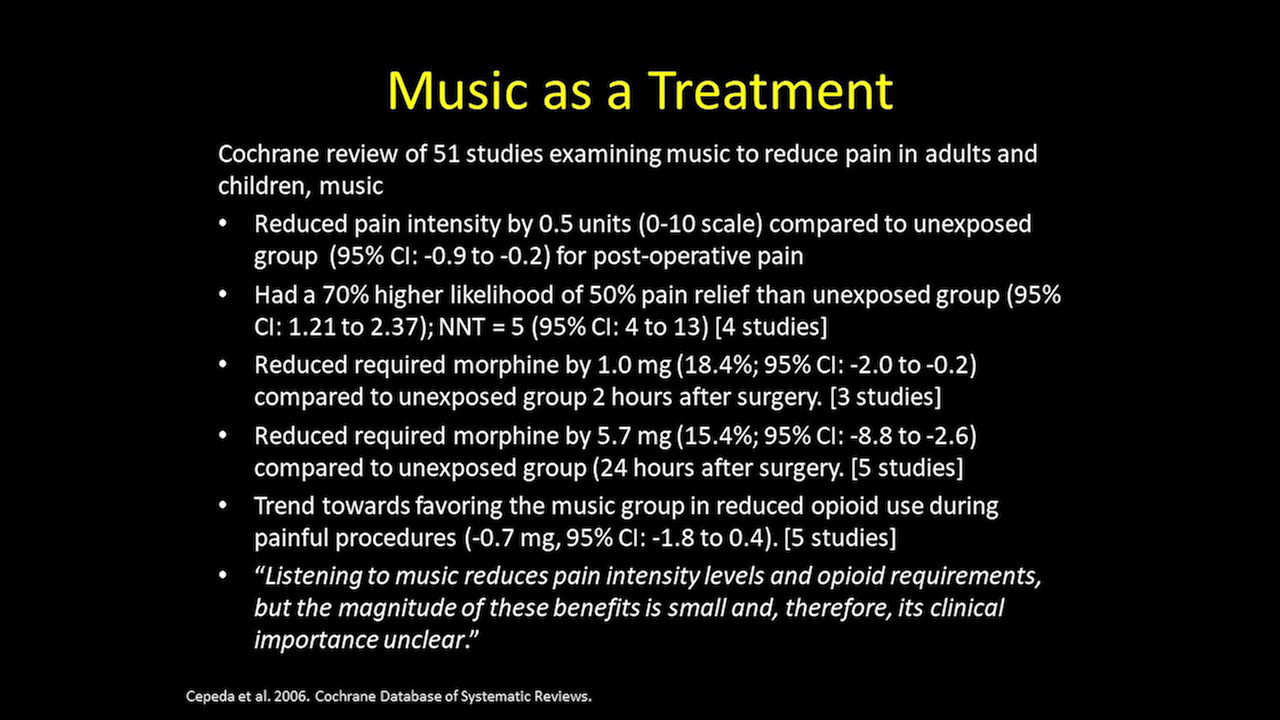 Music as a Treatment
Cochrane review of 51 studies examining music to reduce pain in adults and
children, music
• Reduced pain intensity by 0.5 units (0-10 scale) compared to unexposed
group (95% CI: -0.9 to -0.2) for post-operative pain
• Had a 70% higher likelihood of 50% pain relief than unexposed group (95%
CI: 1.21 to 2.37); NNT = 5 (95% CI: 4 to 13) [4 studies]
• Reduced required morphine by 1.0 mg (18.4%; 95% CI: -2.0 to -0.2)
compared to unexposed group 2 hours after surgery. [3 studies]
• Reduced required morphine by 5.7 mg (15.4%; 95% CI: -8.8 to -2.6)
compared to unexposed group (24 hours after surgery. [5 studies]
• Trend towards favoring the music group in reduced opioid use during
painful procedures (-0.7 mg, 95% CI: -1.8 to 0.4). [5 studies]
• “Listening to music reduces pain intensity levels and opioid requirements,
but the magnitude of these benefits is small and, therefore, its clinical
importance unclear.”
Cepeda et al. 2006. Cochrane Database of Systematic Reviews.